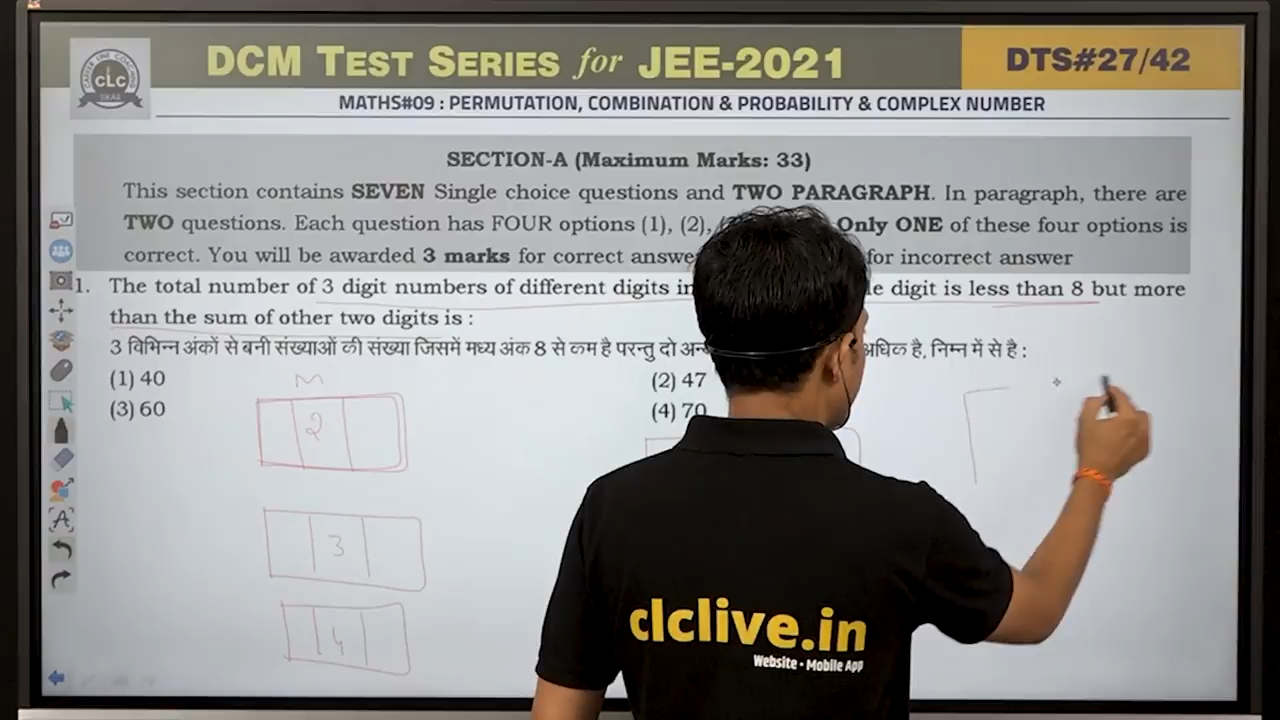 DCM TEST SERIES for JEE-2021
DTS#27/42
CLC
SIKAR
MATHS#09 : PERMUTATION, COMBINATION & PROBABILITY & COMPLEX NUMBER
SECTION-A (Maximum Marks: 33)
This section contains SEVEN Single choice questions and TWO PARAGRAPH. In paragraph, there are
TWO questions. Each question has FOUR options (1), (2), Only ONE of these four options is
correct. You will be awarded 3 marks for correct for incorrect answer
1. The total number of 3 digit numbers of different digits digit is less than 8 but more
than the sum of other two digits is :
3 विभिन्न अंकों से बनी संख्याओं की संख्या जिसमें मध्य अंक 8 से कम है परन्तु दो अधिक है, निम्न में से है :
(1) 40 (2) 47
(3) 60 (4) 70
M
2
3
4
clclive.in
Website • Mobile App